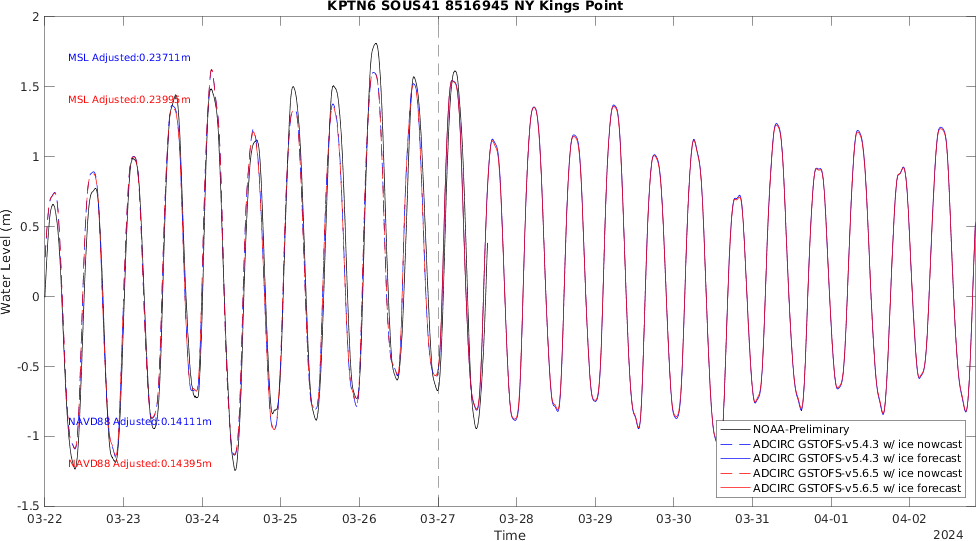 KPTN6 SOUS41 8516945 NY Kings Point
2
1.5
1
0.5
0
-0.5
-1
-1.5
Water Level (m)
MSL Adjusted:0.23711m
MSL Adjusted:0.23995m
NAVD88 Adjusted:0.14111m
NAVD88 Adjusted:0.14395m
NOAA-Preliminary
ADCIRC GSTOFS-v5.4.3 w/ ice nowcast
ADCIRC GSTOFS-v5.4.3 w/ ice forecast
ADCIRC GSTOFS-v5.6.5 w/ ice nowcast
ADCIRC GSTOFS-v5.6.5 w/ ice forecast
03-22 03-23 03-24 03-25 03-26 03-27 03-28 03-29 03-30 03-31 04-01 04-02
Time
2024